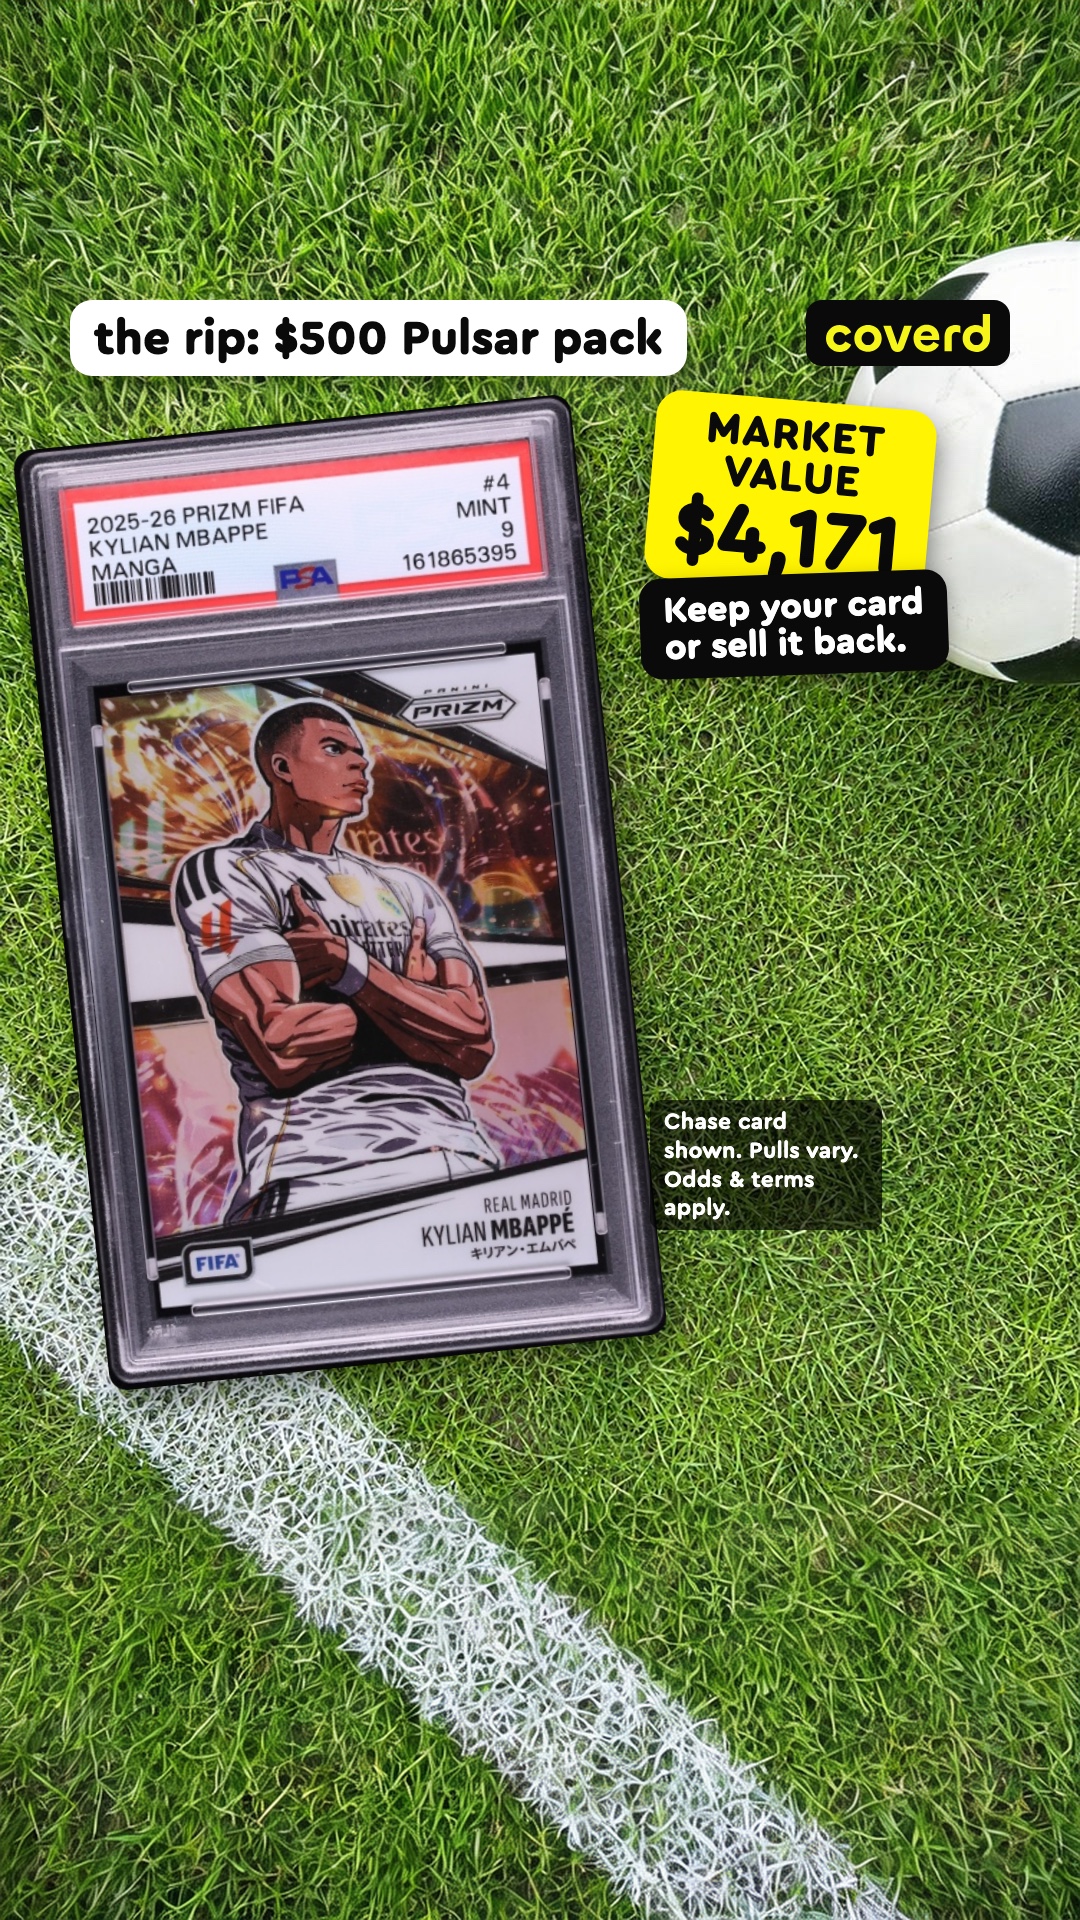 the rip: $500 Pulsar pack
coverd
MARKET
VALUE
$4,171
Keep your card
or sell it back.
2025-26 PRIZM FIFA
KYLIAN MBAPPE
MANGA
#4
MINT
9
161865395
PSA
PANINI
PRIZM
REAL MADRID
KYLIAN MBAPPÉ
キリアン・エムバペ
FIFA
Chase card
shown. Pulls vary.
Odds & terms
apply.